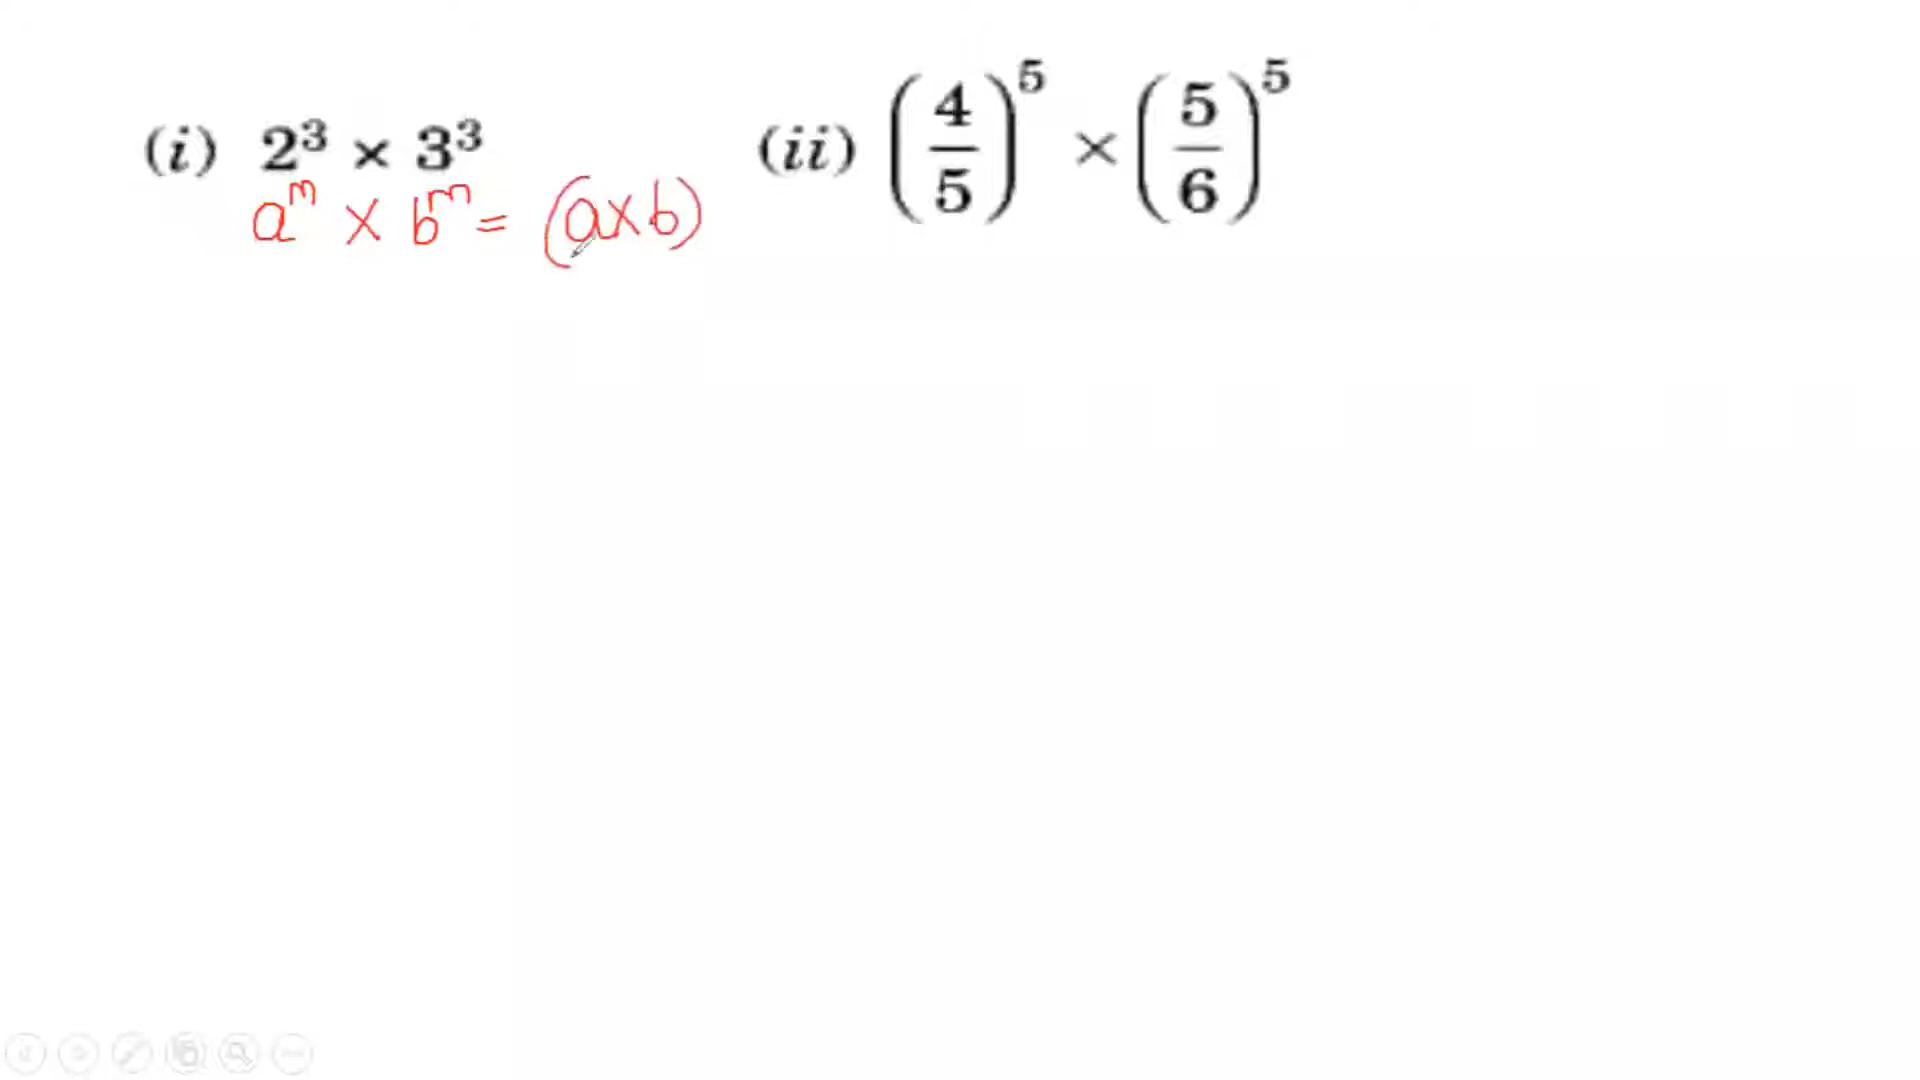 (i) 2³ × 3³
aᵐ × bᵐ = (a×b)
(ii) (4/5)⁵ × (5/6)⁵